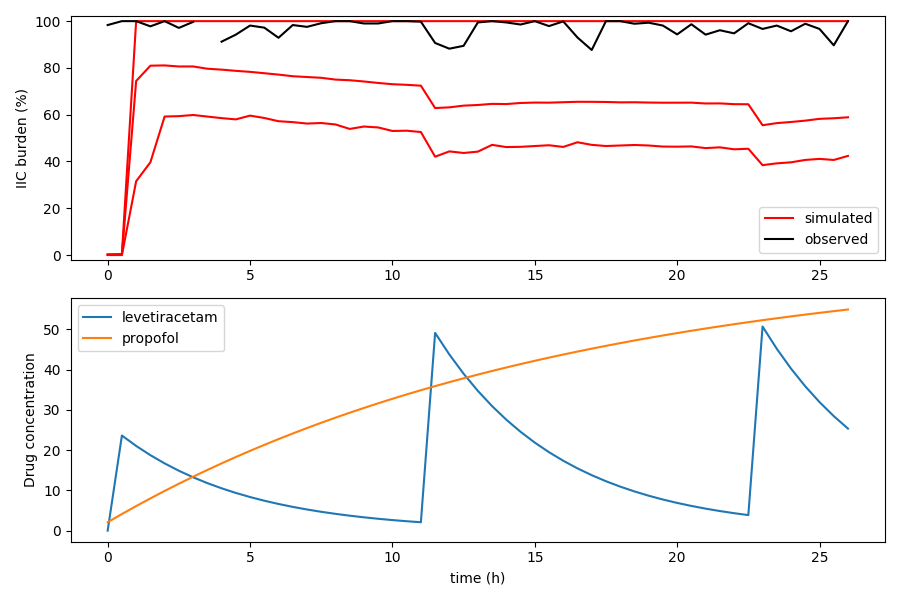 IIC burden (%)
100
80
60
40
20
0
simulated
observed
0 5 10 15 20 25
Drug concentration
50
40
30
20
10
0
levetiracetam
propofol
0 5 10 15 20 25
time (h)